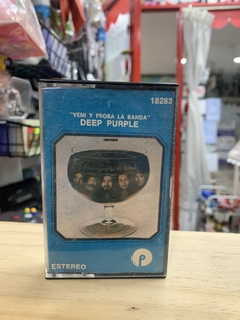 18283
"VENI Y PROBA LA BANDA"
DEEP PURPLE
ESTEREO
P